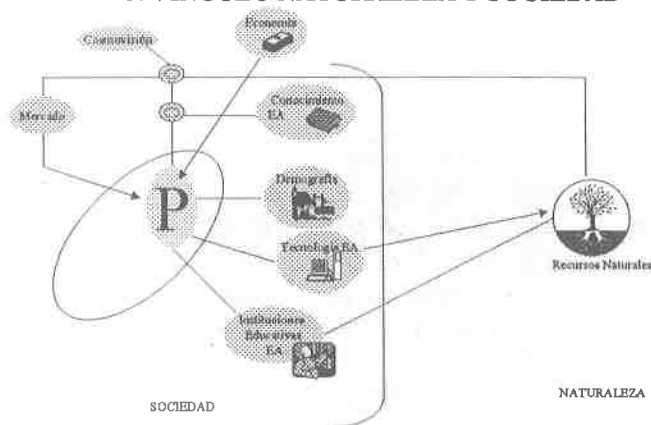 Economía
Cosmovisión
Mercado
Conocimiento
EA
P
Demografía
Tecnología EA
Recursos Naturales
Instituciones
Educativas
EA
SOCIEDAD
NATURALEZA